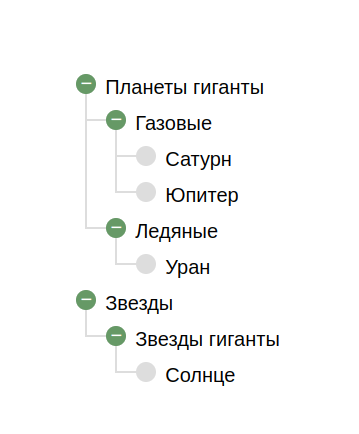 Планеты гиганты
Газовые
Сатурн
Юпитер
Ледяные
Уран
Звезды
Звезды гиганты
Солнце